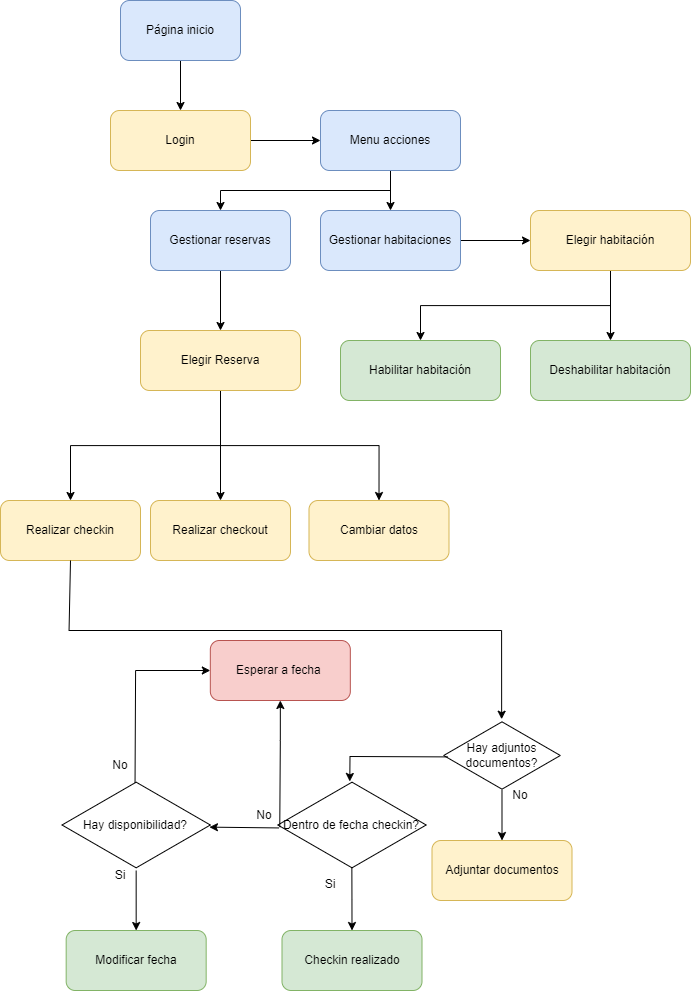 Página inicio
Login
Menu acciones
Gestionar reservas
Gestionar habitaciones
Elegir habitación
Elegir Reserva
Habilitar habitación
Deshabilitar habitación
Realizar checkin
Realizar checkout
Cambiar datos
Esperar a fecha
Hay adjuntos
documentos?
No
No
No
Hay disponibilidad?
Dentro de fecha checkin?
Si
Si
Adjuntar documentos
Modificar fecha
Checkin realizado